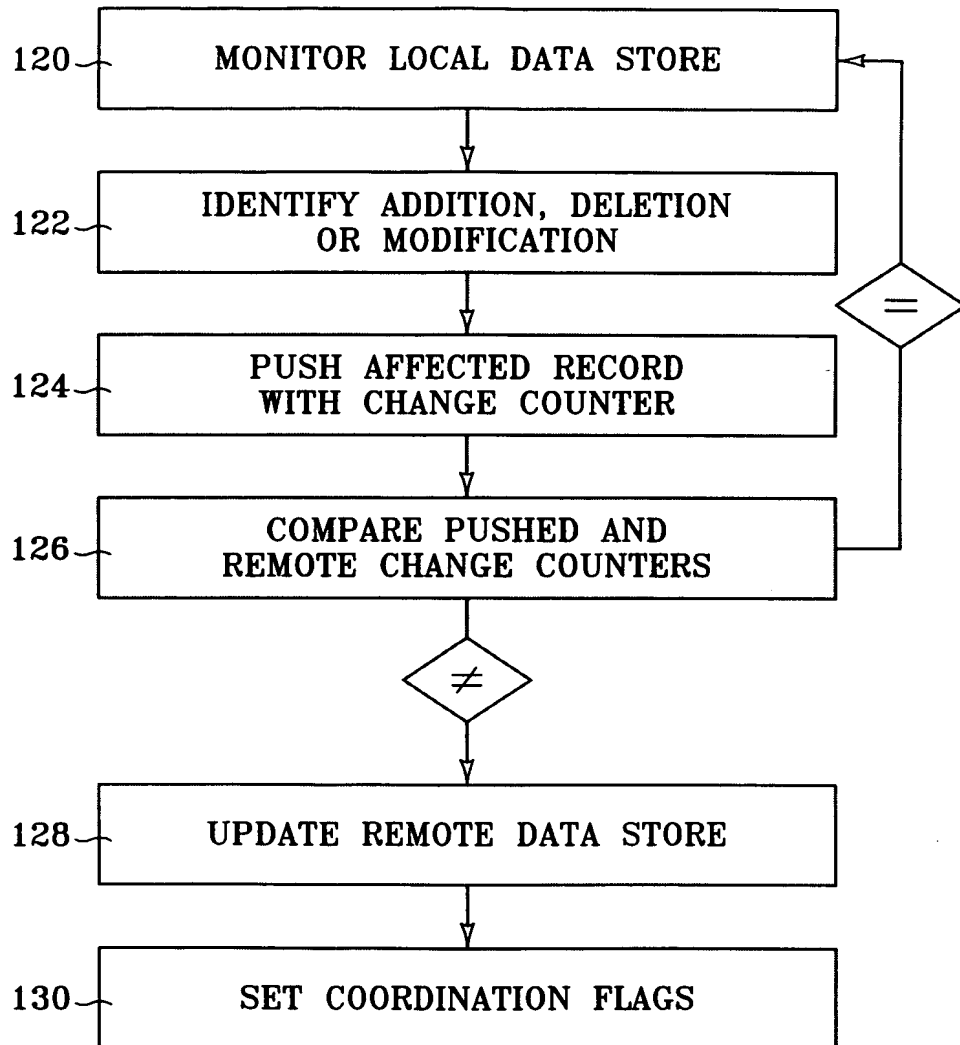 120 MONITOR LOCAL DATA STORE
122 IDENTIFY ADDITION, DELETION
OR MODIFICATION
=
124 PUSH AFFECTED RECORD
WITH CHANGE COUNTER
126 COMPARE PUSHED AND
REMOTE CHANGE COUNTERS
≠
128 UPDATE REMOTE DATA STORE
130 SET COORDINATION FLAGS